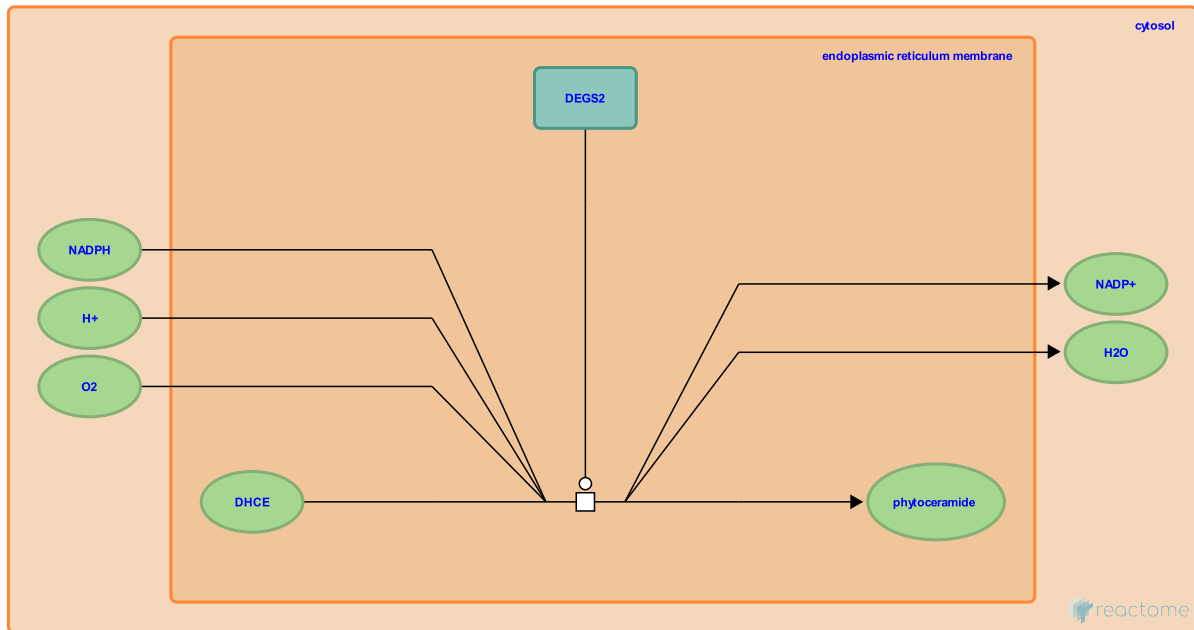 cytosol
endoplasmic reticulum membrane
DEGS2
NADPH
H+
O2
DHCE
NADP+
H2O
phytoceramide
reactome